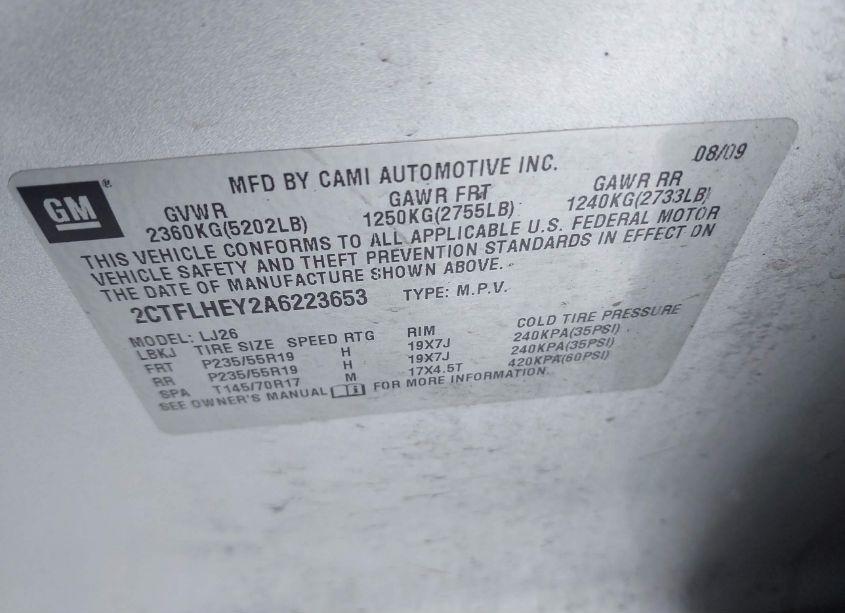 08/09
MFD BY CAMI AUTOMOTIVE INC.
GM®
GVWR GAWR FRT GAWR RR
2360KG(5202LB) 1250KG(2755LB) 1240KG(2733LB)
THIS VEHICLE CONFORMS TO ALL APPLICABLE U.S. FEDERAL MOTOR
VEHICLE SAFETY AND THEFT PREVENTION STANDARDS IN EFFECT ON
THE DATE OF MANUFACTURE SHOWN ABOVE.
2CTFLHEY2A6223653 TYPE: M.P.V.
MODEL: LJ26
LBKJ TIRE SIZE SPEED RTG RIM COLD TIRE PRESSURE
FRT P235/55R19 H 19X7J 240KPA(35PSI)
RR P235/55R19 H 19X7J 240KPA(35PSI)
SPA T145/70R17 M 17X4.5T 420KPA(60PSI)
SEE OWNER'S MANUAL i FOR MORE INFORMATION.